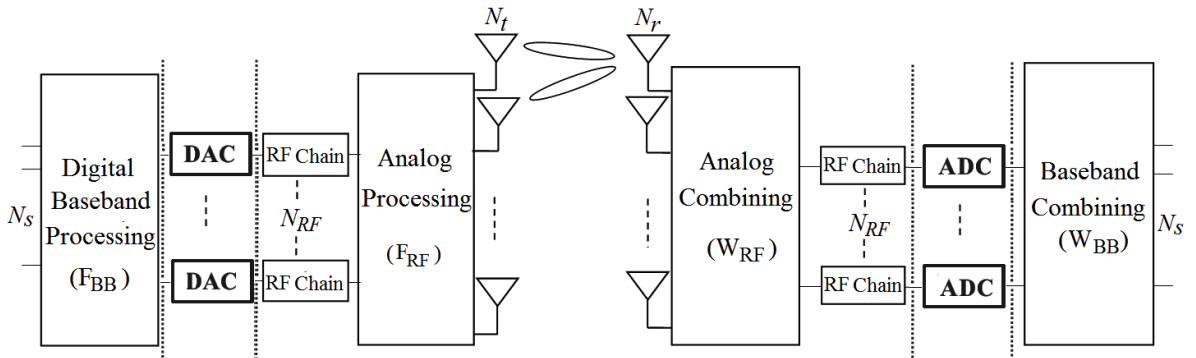 N_s
Digital
Baseband
Processing
(F_BB)
DAC
DAC
RF Chain
N_RF
RF Chain
Analog
Processing
(F_RF)
N_t
N_r
Analog
Combining
(W_RF)
RF Chain
N_RF
RF Chain
ADC
ADC
Baseband
Combining
(W_BB)
N_s